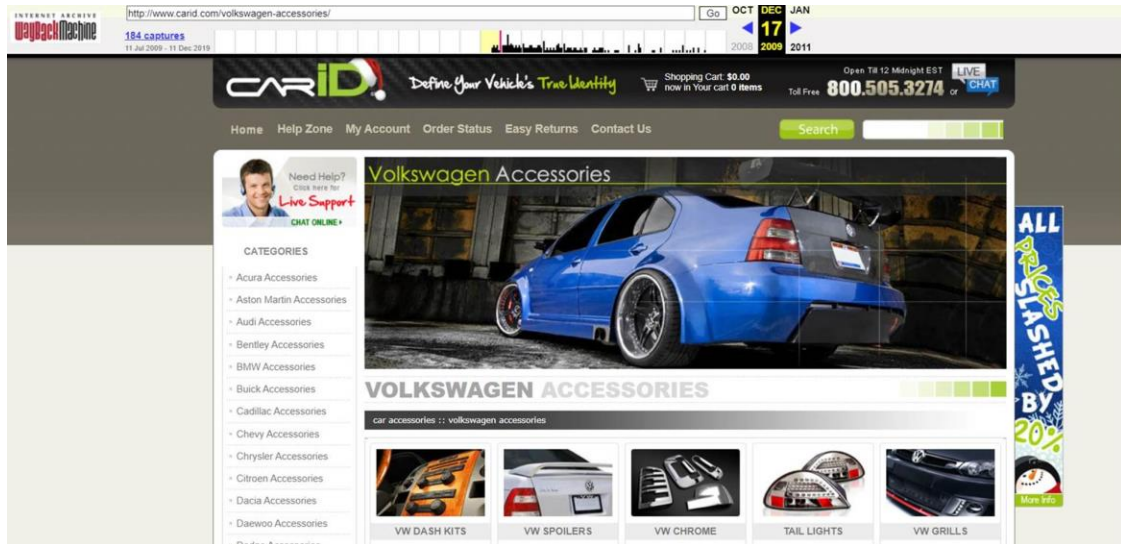 INTERNET ARCHIVE
WayBackMachine
http://www.carid.com/volkswagen-accessories/
Go
184 captures
11 Jul 2009 - 11 Dec 2019
OCT DEC JAN
17
2008 2009 2011
CARiD
Define Your Vehicle's True Identity
Shopping Cart: $0.00
now in Your cart 0 items
Open Till 12 Midnight EST
Toll Free 800.505.3274 or
LIVE
CHAT
Home Help Zone My Account Order Status Easy Returns Contact Us
Search
Need Help?
Click here for
Live Support
CHAT ONLINE
Volkswagen Accessories
ALL
PRICES
SLASHED
BY
20%
More Info
CATEGORIES
Acura Accessories
Aston Martin Accessories
Audi Accessories
Bentley Accessories
BMW Accessories
Buick Accessories
Cadillac Accessories
Chevy Accessories
Chrysler Accessories
Citroen Accessories
Dacia Accessories
Daewoo Accessories
VOLKSWAGEN ACCESSORIES
car accessories :: volkswagen accessories
VW DASH KITS
VW SPOILERS
VW CHROME
TAIL LIGHTS
VW GRILLS